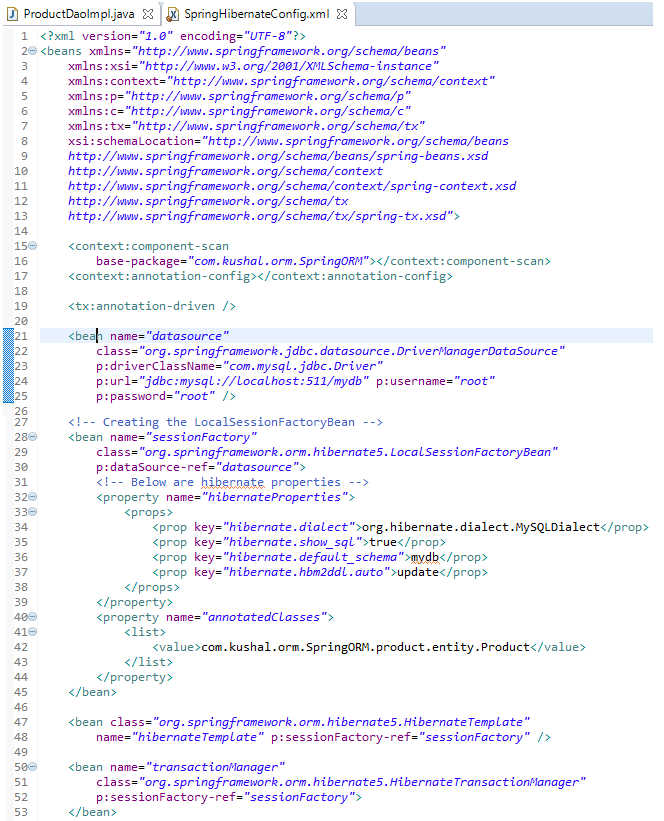 ProductDaoImpl.java SpringHibernateConfig.xml
1 <?xml version="1.0" encoding="UTF-8"?>
2 <beans xmlns="http://www.springframework.org/schema/beans"
3 xmlns:xsi="http://www.w3.org/2001/XMLSchema-instance"
4 xmlns:context="http://www.springframework.org/schema/context"
5 xmlns:p="http://www.springframework.org/schema/p"
6 xmlns:c="http://www.springframework.org/schema/c"
7 xmlns:tx="http://www.springframework.org/schema/tx"
8 xsi:schemaLocation="http://www.springframework.org/schema/beans
9 http://www.springframework.org/schema/beans/spring-beans.xsd
10 http://www.springframework.org/schema/context
11 http://www.springframework.org/schema/context/spring-context.xsd
12 http://www.springframework.org/schema/tx
13 http://www.springframework.org/schema/tx/spring-tx.xsd">
14
15 <context:component-scan
16 base-package="com.kushal.orm.SpringORM"></context:component-scan>
17 <context:annotation-config></context:annotation-config>
18
19 <tx:annotation-driven />
20
21 <bean name="datasource"
22 class="org.springframework.jdbc.datasource.DriverManagerDataSource"
23 p:driverClassName="com.mysql.jdbc.Driver"
24 p:url="jdbc:mysql://localhost:511/mydb" p:username="root"
25 p:password="root" />
26
27 <!-- Creating the LocalSessionFactoryBean -->
28 <bean name="sessionFactory"
29 class="org.springframework.orm.hibernate5.LocalSessionFactoryBean"
30 p:dataSource-ref="datasource">
31 <!-- Below are hibernate properties -->
32 <property name="hibernateProperties">
33 <props>
34 <prop key="hibernate.dialect">org.hibernate.dialect.MySQLDialect</prop>
35 <prop key="hibernate.show_sql">true</prop>
36 <prop key="hibernate.default_schema">mydb</prop>
37 <prop key="hibernate.hbm2ddl.auto">update</prop>
38 </props>
39 </property>
40 <property name="annotatedClasses">
41 <list>
42 <value>com.kushal.orm.SpringORM.product.entity.Product</value>
43 </list>
44 </property>
45 </bean>
46
47 <bean class="org.springframework.orm.hibernate5.HibernateTemplate"
48 name="hibernateTemplate" p:sessionFactory-ref="sessionFactory" />
49
50 <bean name="transactionManager"
51 class="org.springframework.orm.hibernate5.HibernateTransactionManager"
52 p:sessionFactory-ref="sessionFactory">
53 </bean>